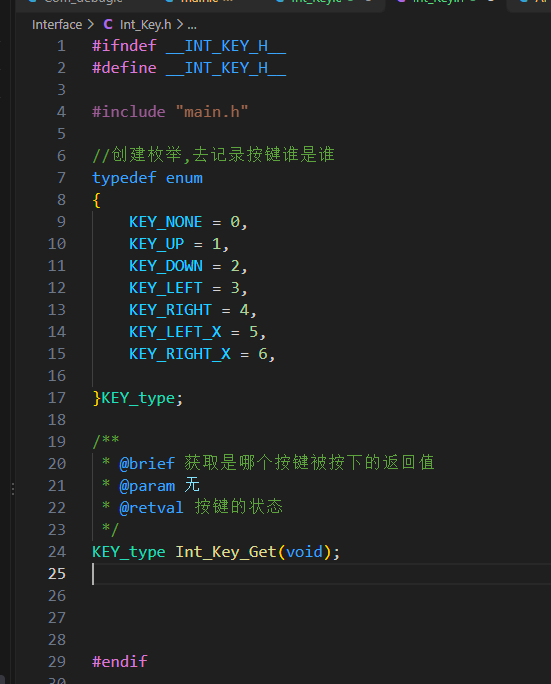 Interface > C Int_Key.h > ...
1 #ifndef __INT_KEY_H__
2 #define __INT_KEY_H__
3
4 #include "main.h"
5
6 //创建枚举,去记录按键谁是谁
7 typedef enum
8 {
9 KEY_NONE = 0,
10 KEY_UP = 1,
11 KEY_DOWN = 2,
12 KEY_LEFT = 3,
13 KEY_RIGHT = 4,
14 KEY_LEFT_X = 5,
15 KEY_RIGHT_X = 6,
16
17 }KEY_type;
18
19 /**
20 * @brief 获取是哪个按键被按下的返回值
21 * @param 无
22 * @retval 按键的状态
23 */
24 KEY_type Int_Key_Get(void);
25
26
27
28
29 #endif
30